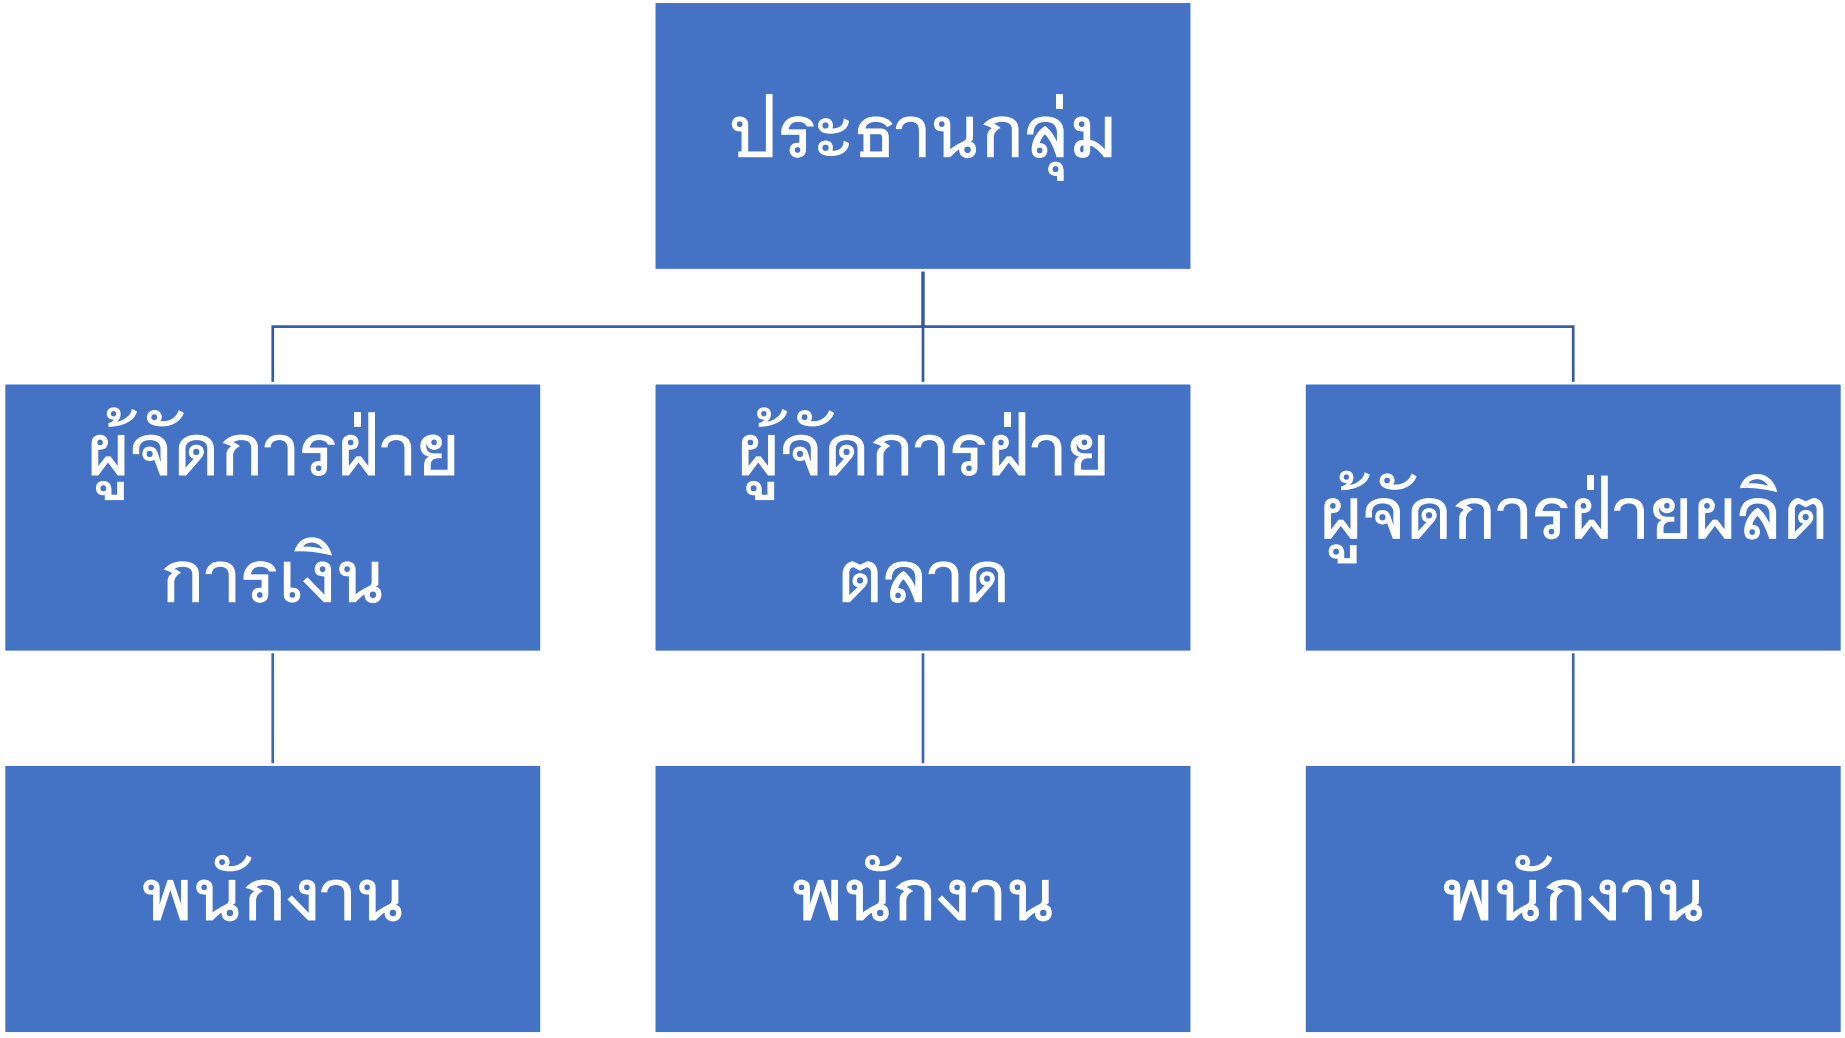 ประธานกลุ่ม
ผู้จัดการฝ่าย
การเงิน
ผู้จัดการฝ่าย
ตลาด
ผู้จัดการฝ่ายผลิต
พนักงาน
พนักงาน
พนักงาน